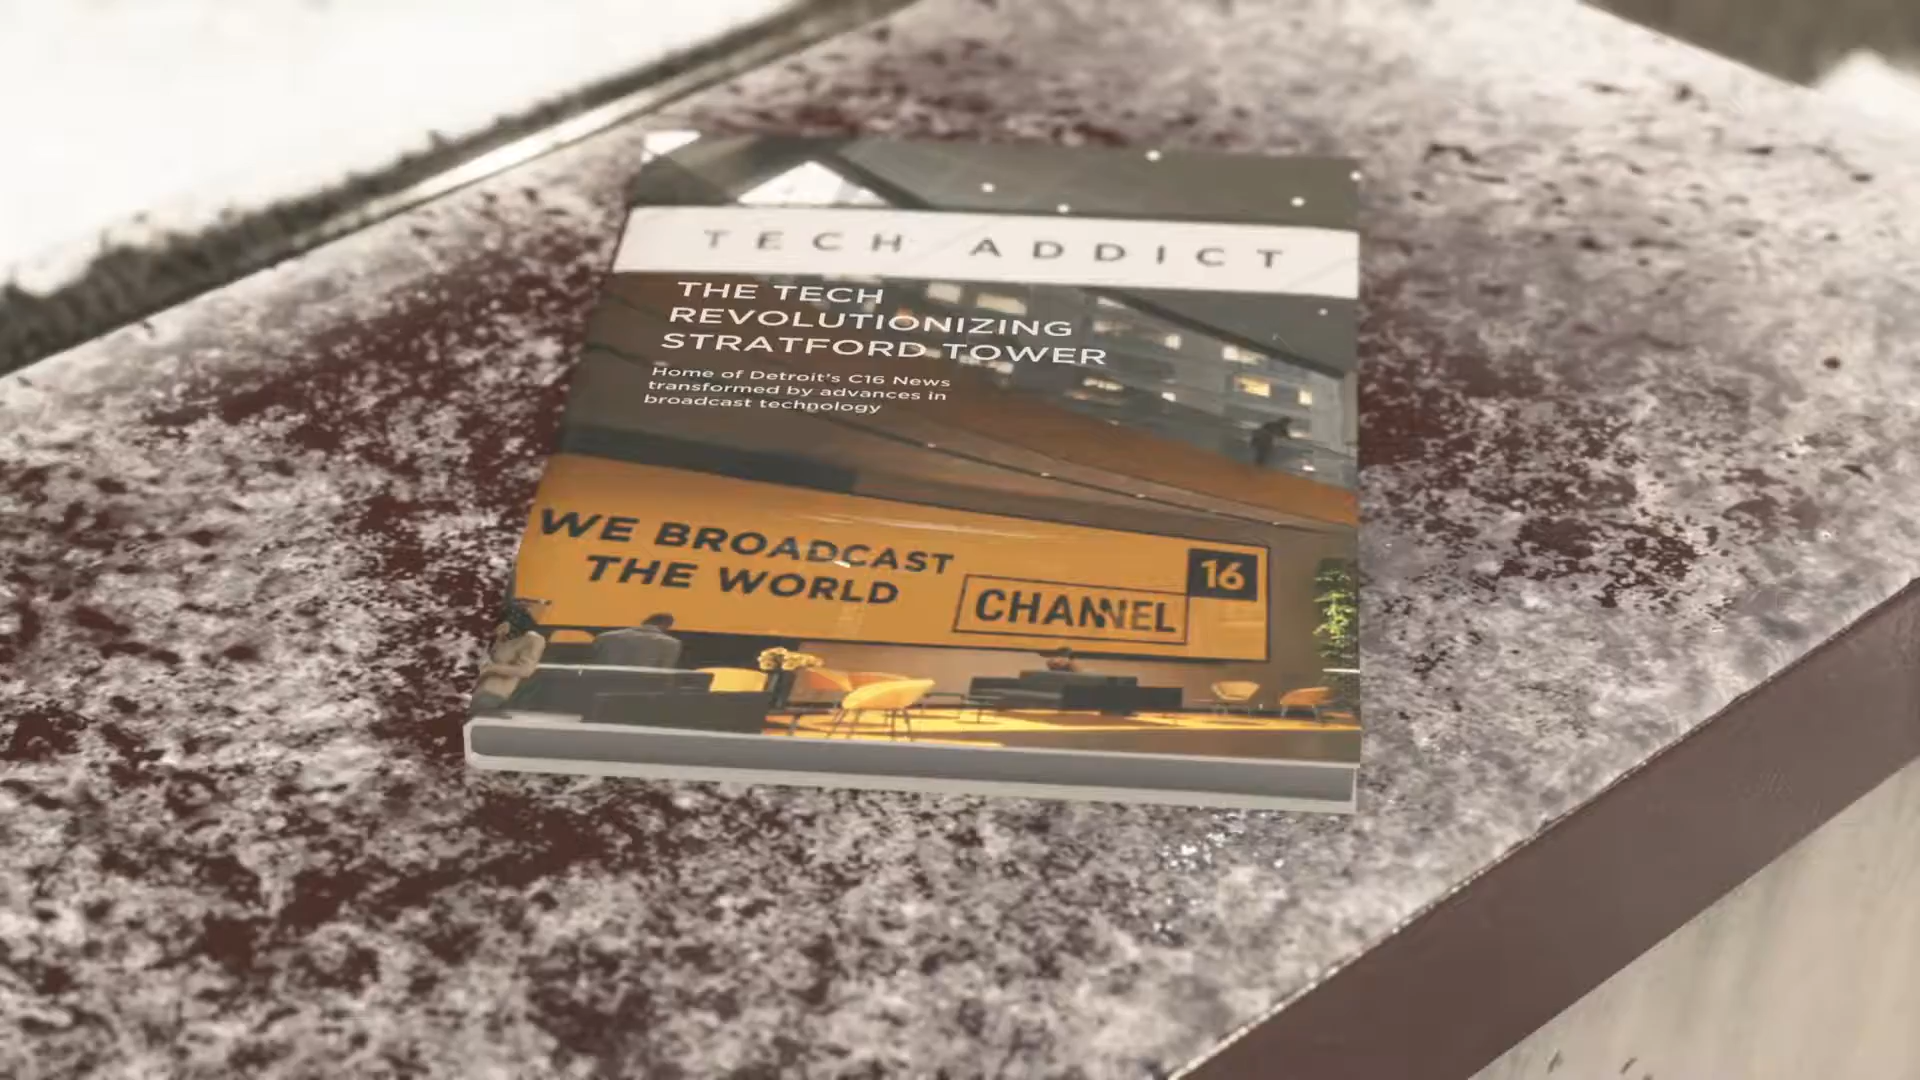 TECH ADDICT
THE TECH
REVOLUTIONIZING
STRATFORD TOWER
Home of Detroit's C16 News
transformed by advances in
broadcast technology
WE BROADCAST
THE WORLD
CHANNEL
16